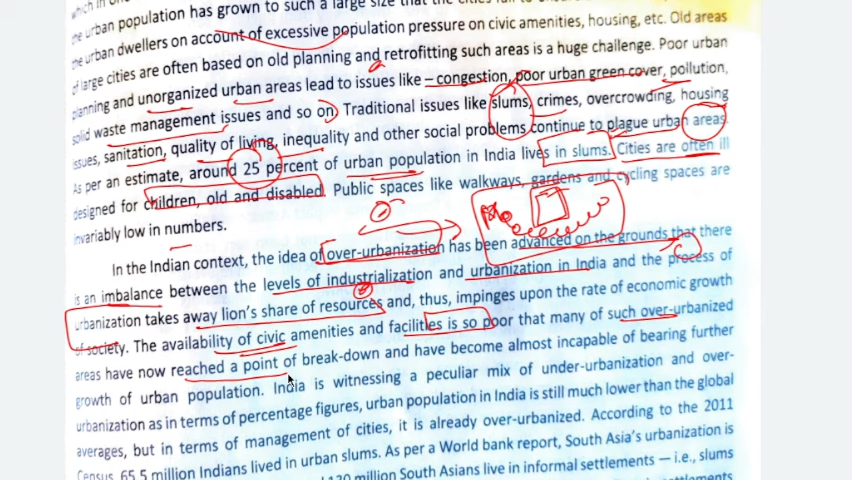 which in
the urban population has grown to such a large size that the cities fail to ensure
the urban dwellers on account of excessive population pressure on civic amenities, housing, etc. Old areas
of large cities are often based on old planning and retrofitting such areas is a huge challenge. Poor urban
planning and unorganized urban areas lead to issues like – congestion, poor urban green cover, pollution,
solid waste management issues and so on. Traditional issues like slums, crimes, overcrowding, housing
issues, sanitation, quality of living, inequality and other social problems continue to plague urban areas.
As per an estimate, around 25 percent of urban population in India lives in slums. Cities are often ill
designed for children, old and disabled. Public spaces like walkways, gardens and cycling spaces are
invariably low in numbers.
In the Indian context, the idea of over-urbanization has been advanced on the grounds that there
is an imbalance between the levels of industrialization and urbanization in India and the process of
urbanization takes away lion's share of resources and, thus, impinges upon the rate of economic growth
of society. The availability of civic amenities and facilities is so poor that many of such over-urbanized
areas have now reached a point of break-down and have become almost incapable of bearing further
growth of urban population. India is witnessing a peculiar mix of under-urbanization and over-
urbanization as in terms of percentage figures, urban population in India is still much lower than the global
averages, but in terms of management of cities, it is already over-urbanized. According to the 2011
Census, 65.5 million Indians lived in urban slums. As per a World bank report, South Asia's urbanization is
130 million South Asians live in informal settlements — i.e., slums
settlements